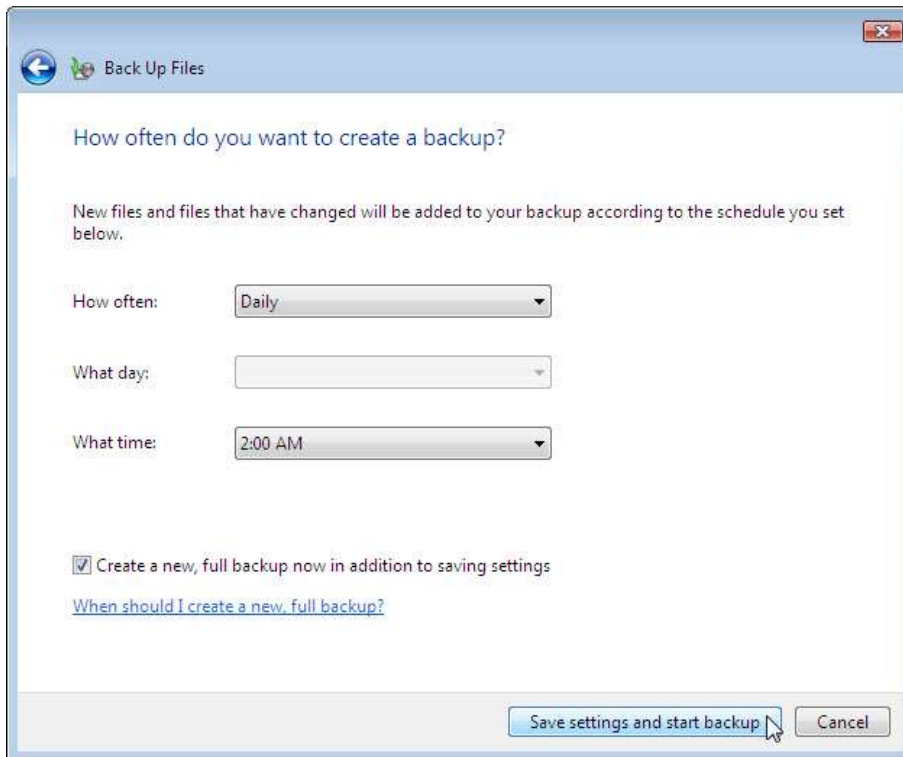 Back Up Files
How often do you want to create a backup?
New files and files that have changed will be added to your backup according to the schedule you set
below.
How often: Daily
What day:
What time: 2:00 AM
Create a new, full backup now in addition to saving settings
When should I create a new, full backup?
Save settings and start backup Cancel